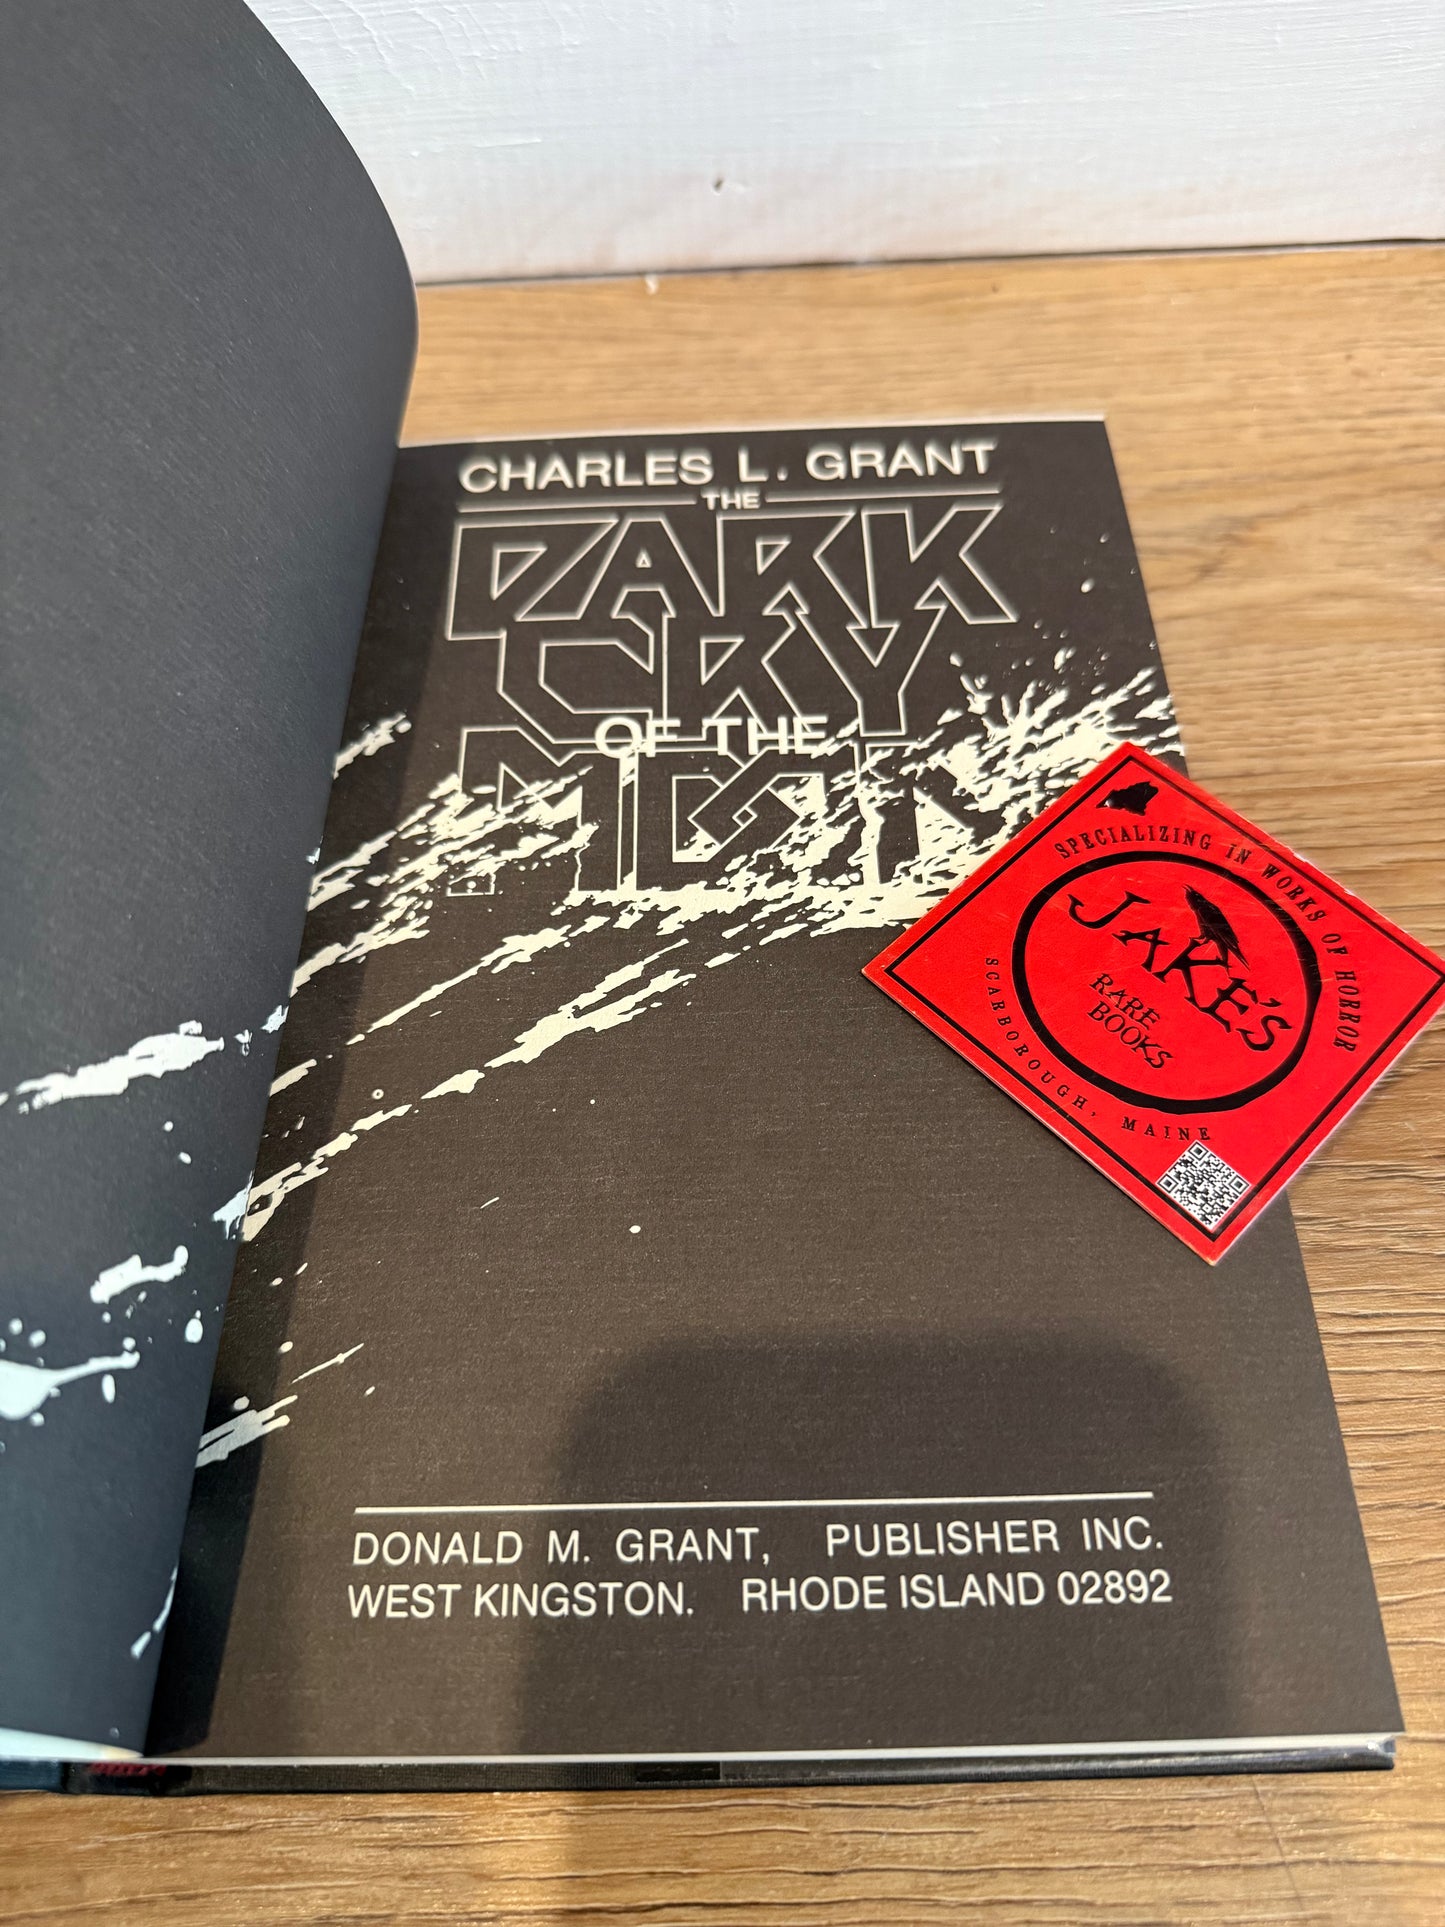 CHARLES L. GRANT
THE
DARK
CRY
OF THE
MOON
SPECIALIZING IN WORKS OF HORROR
JAKE'S
RARE
BOOKS
SCARBOROUGH, MAINE
DONALD M. GRANT, PUBLISHER INC.
WEST KINGSTON. RHODE ISLAND 02892